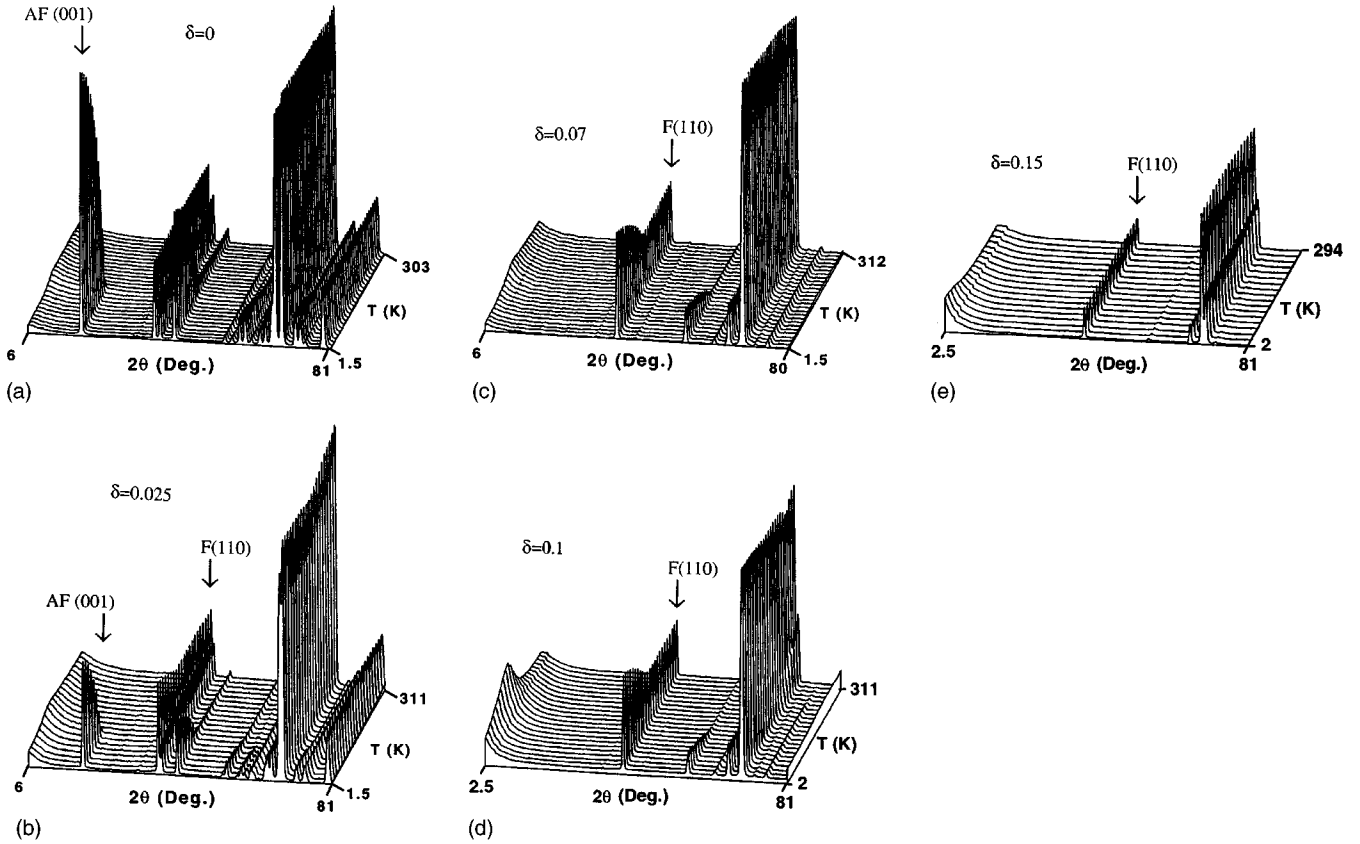 AF (001)
δ=0
303
T (K)
1.5
6
2θ (Deg.)
81
(a)
δ=0.07
F(110)
312
T (K)
1.5
6
2θ (Deg.)
80
(c)
δ=0.15
F(110)
294
T (K)
2
2.5
2θ (Deg.)
81
(e)
δ=0.025
F(110)
AF (001)
311
T (K)
1.5
6
2θ (Deg.)
81
(b)
δ=0.1
F(110)
311
T (K)
2
2.5
2θ (Deg.)
81
(d)